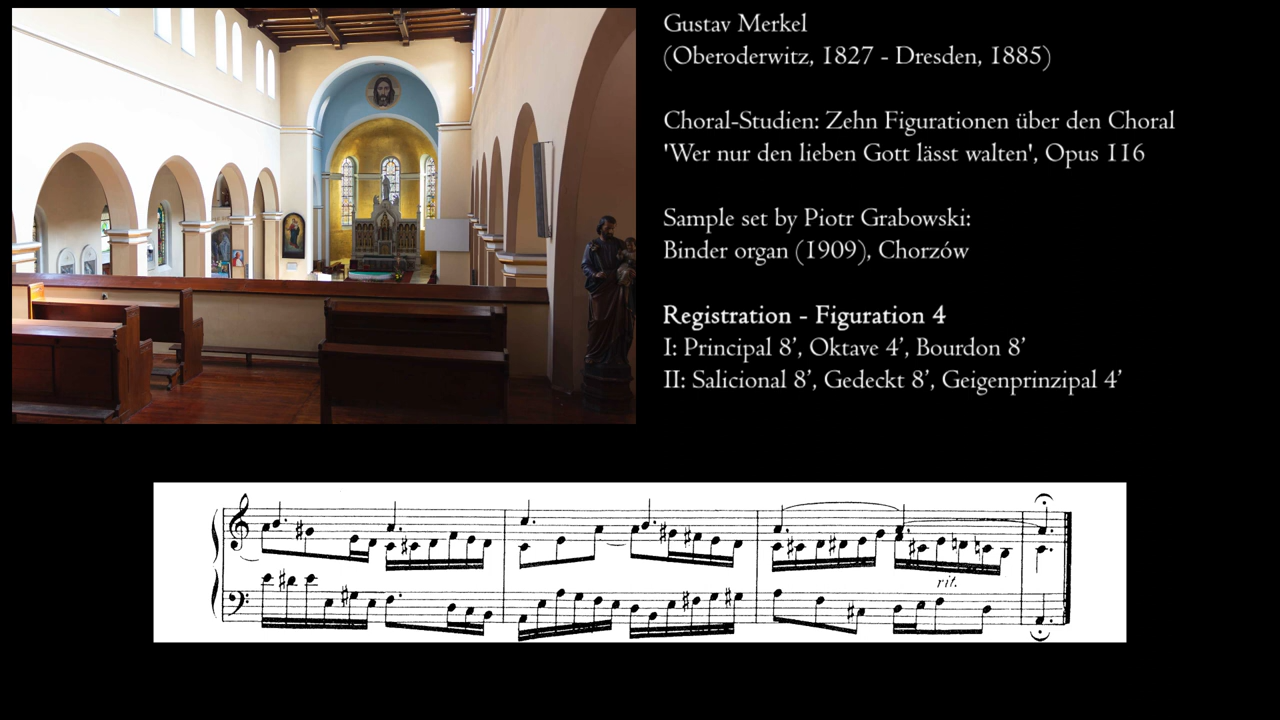 Gustav Merkel
(Oberoderwitz, 1827 - Dresden, 1885)
Choral-Studien: Zehn Figurationen über den Choral
'Wer nur den lieben Gott lässt walten', Opus 116
Sample set by Piotr Grabowski:
Binder organ (1909), Chorzów
Registration - Figuration 4
I: Principal 8’, Oktave 4’, Bourdon 8’
II: Salicional 8’, Gedeckt 8’, Geigenprinzipal 4’
rit.